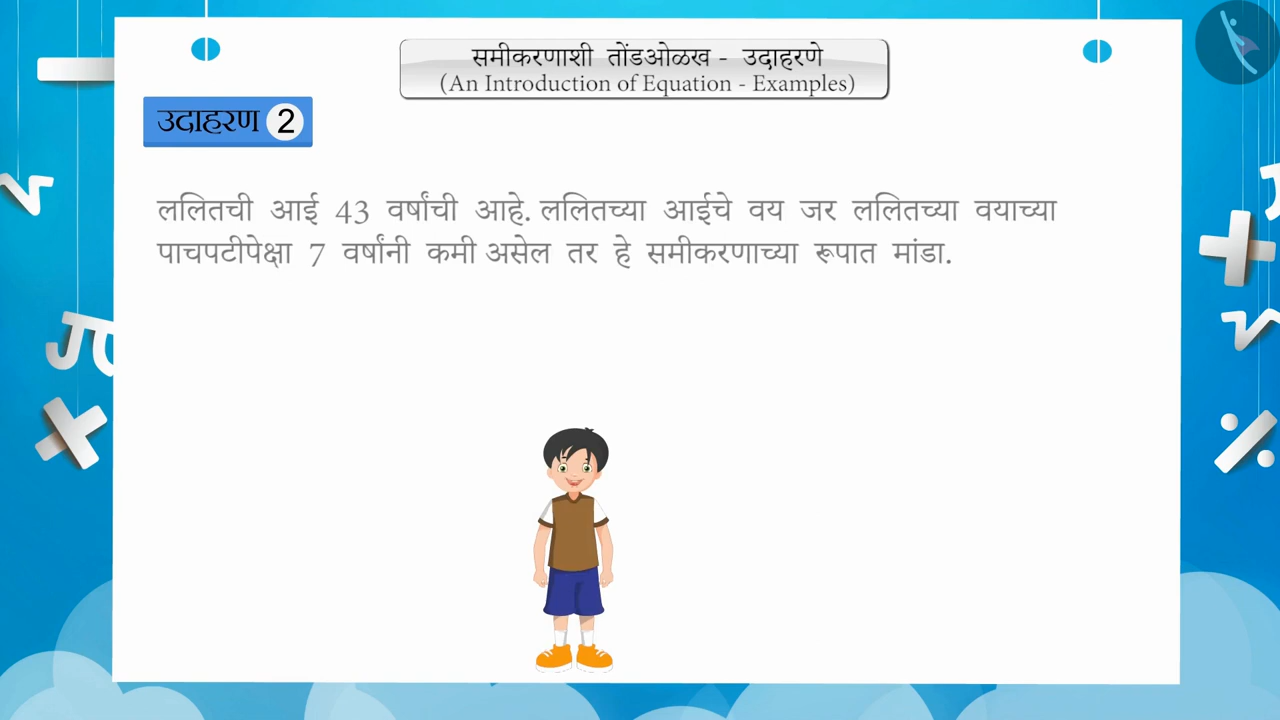 समीकरणाशी तोंडओळख - उदाहरणे
(An Introduction of Equation - Examples)
उदाहरण 2
ललितची आई 43 वर्षांची आहे. ललितच्या आईचे वय जर ललितच्या वयाच्या
पाचपटीपेक्षा 7 वर्षांनी कमी असेल तर हे समीकरणाच्या रूपात मांडा.